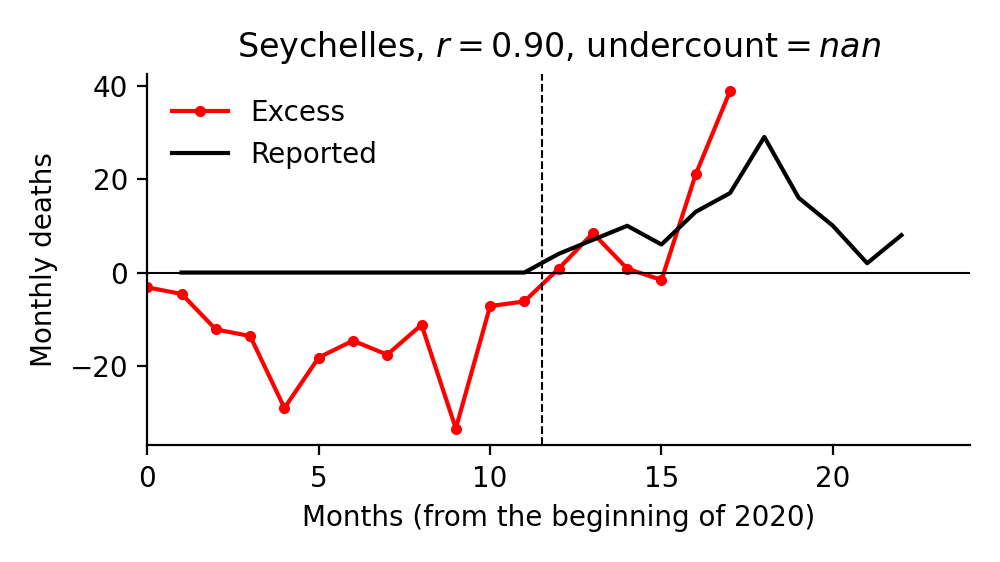 Seychelles, r = 0.90, undercount = nan
Excess
Reported
Monthly deaths
40
20
0
−20
0 5 10 15 20
Months (from the beginning of 2020)